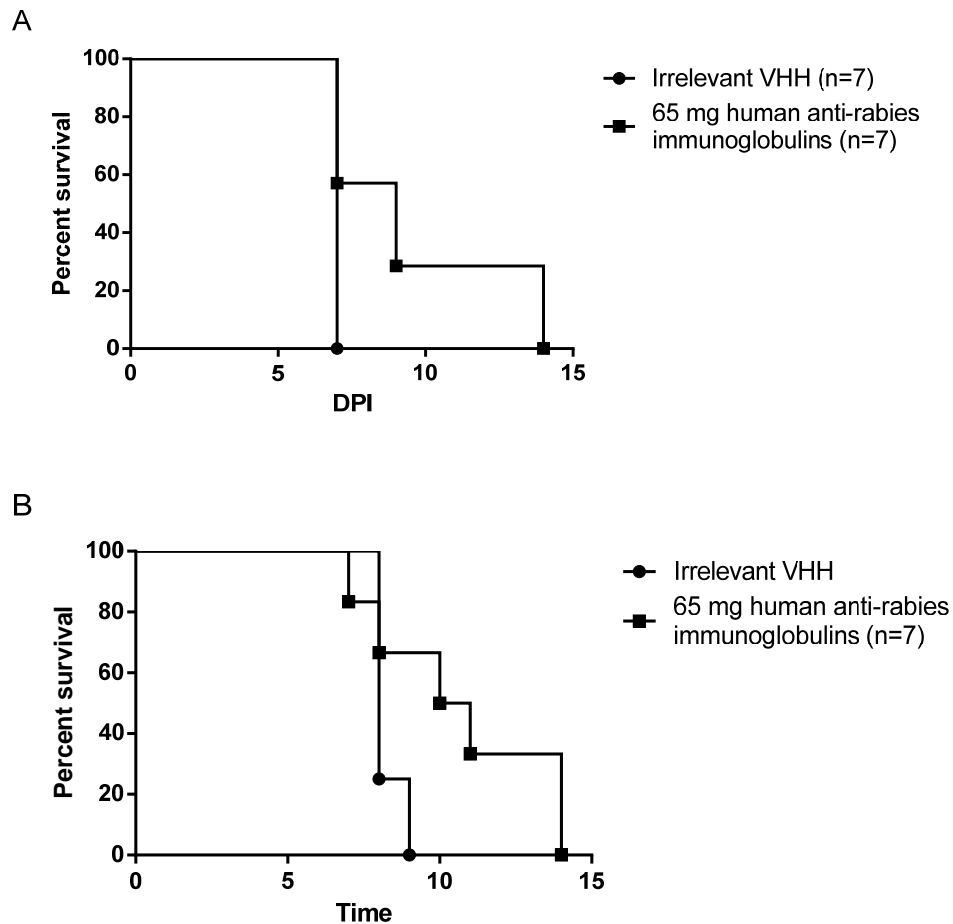 A
Percent survival
100
80
60
40
20
0
0 5 10 15
DPI
Irrelevant VHH (n=7)
65 mg human anti-rabies
immunoglobulins (n=7)
B
Percent survival
100
80
60
40
20
0
0 5 10 15
Time
Irrelevant VHH
65 mg human anti-rabies
immunoglobulins (n=7)